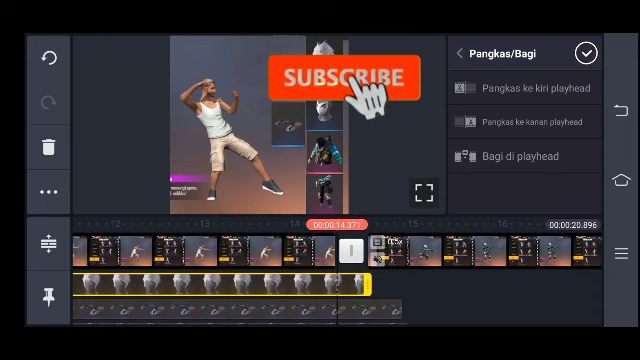 Pangkas/Bagi
SUBSCRIBE
Pangkas ke kiri playhead
Pangkas ke kanan playhead
Bagi di playhead
12
13
00:00:14.371
15
16
00:00:20.896